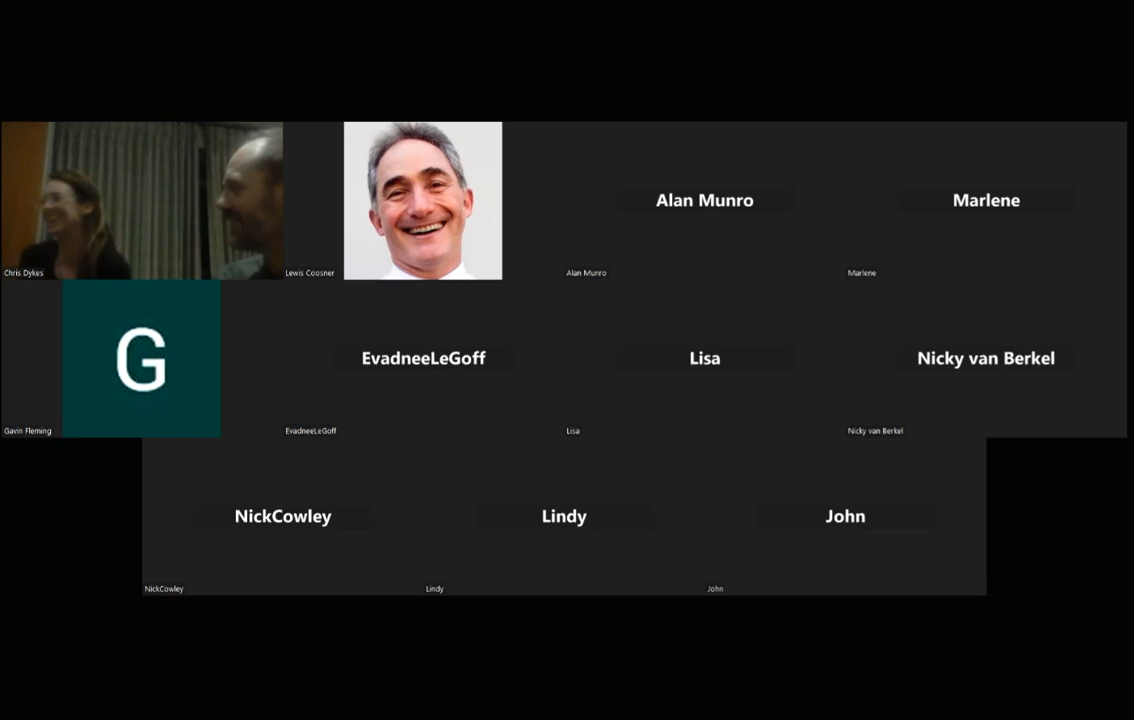 Alan Munro
Marlene
Chris Dykes
Lewis Coosner
Alan Munro
Marlene
G
EvadneeLeGoff
Lisa
Nicky van Berkel
Gavin Fleming
EvadneeLeGoff
Lisa
Nicky van Berkel
NickCowley
Lindy
John
NickCowley
Lindy
John